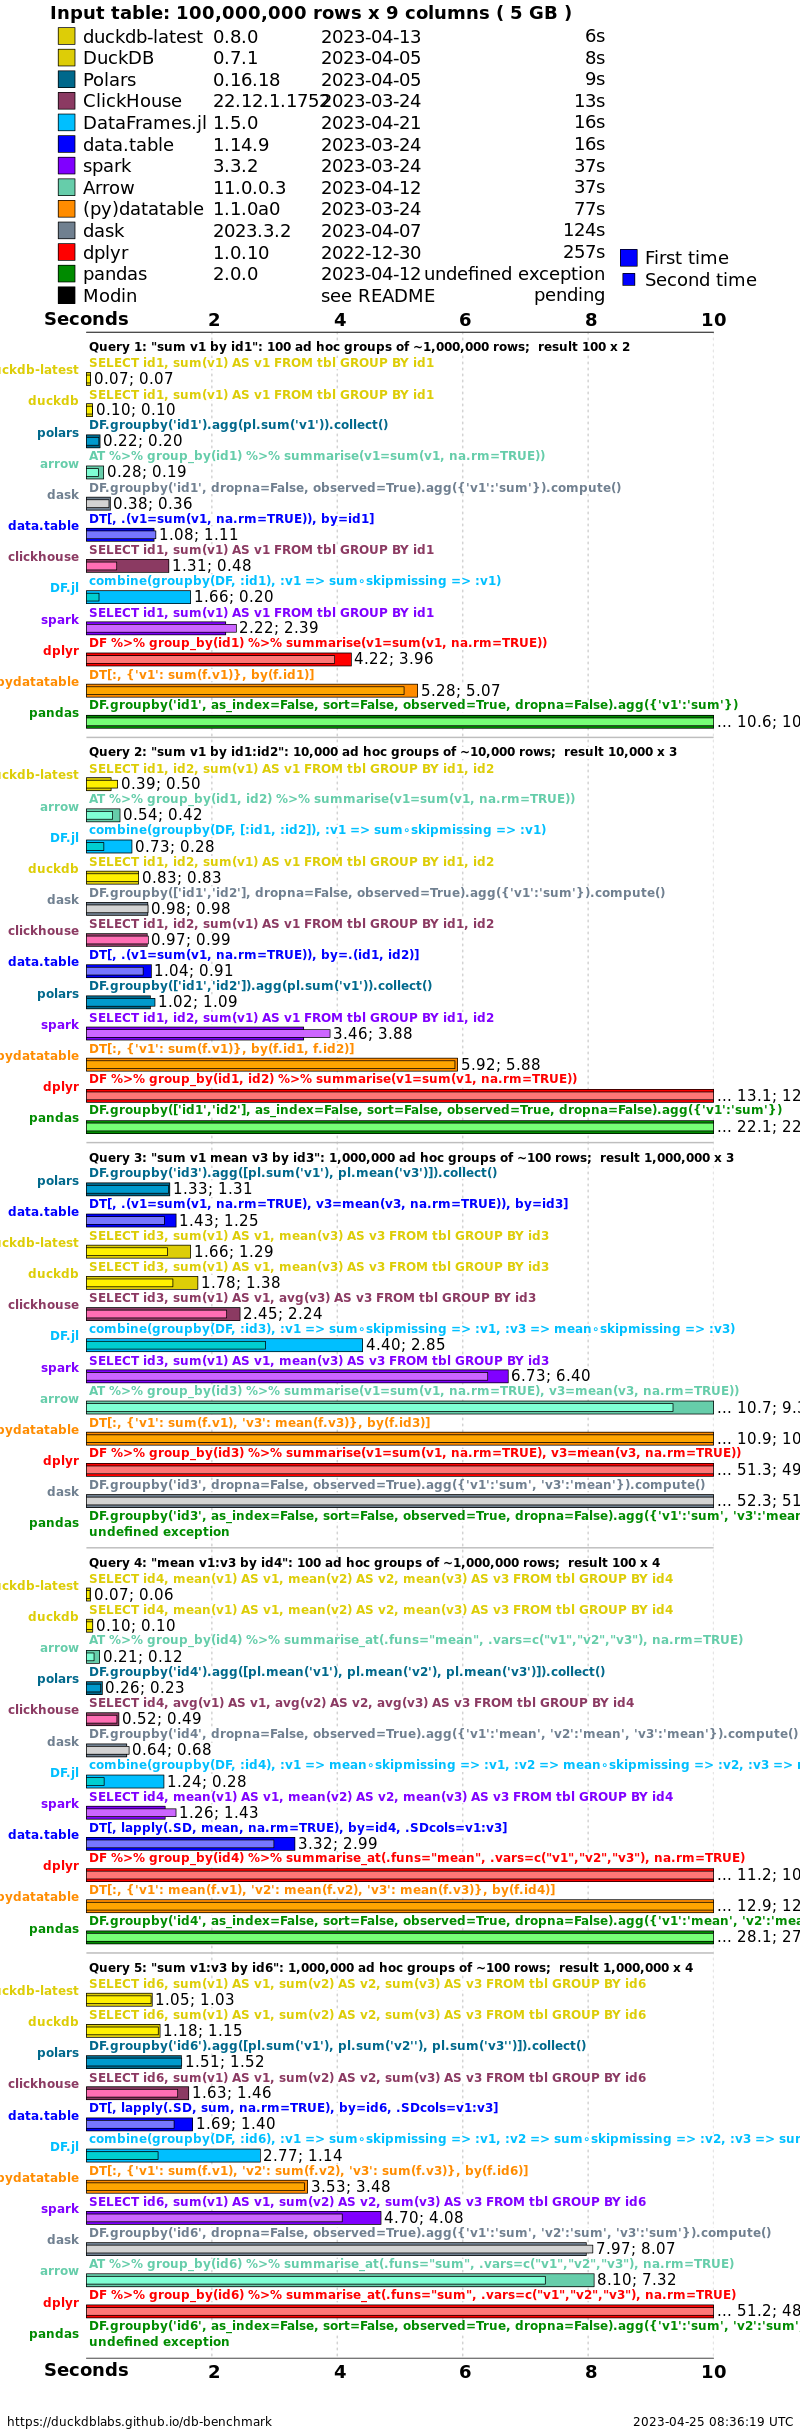 Input table: 100,000,000 rows x 9 columns ( 5 GB )
duckdb-latest 0.8.0 2023-04-13 6s
DuckDB 0.7.1 2023-04-05 8s
Polars 0.16.18 2023-04-05 9s
ClickHouse 22.12.1.1752 2023-03-24 13s
DataFrames.jl 1.5.0 2023-04-21 16s
data.table 1.14.9 2023-03-24 16s
spark 3.3.2 2023-03-24 37s
Arrow 11.0.0.3 2023-04-12 37s
(py)datatable 1.1.0a0 2023-03-24 77s
dask 2023.3.2 2023-04-07 124s
dplyr 1.0.10 2022-12-30 257s
pandas 2.0.0 2023-04-12 undefined exception
Modin see README pending
First time
Second time
Seconds 2 4 6 8 10
Query 1: "sum v1 by id1": 100 ad hoc groups of ~1,000,000 rows;  result 100 x 2
SELECT id1, sum(v1) AS v1 FROM tbl GROUP BY id1
uckdb-latest 0.07; 0.07
SELECT id1, sum(v1) AS v1 FROM tbl GROUP BY id1
duckdb 0.10; 0.10
DF.groupby('id1').agg(pl.sum('v1')).collect()
polars 0.22; 0.20
AT %>% group_by(id1) %>% summarise(v1=sum(v1, na.rm=TRUE))
arrow 0.28; 0.19
DF.groupby('id1', dropna=False, observed=True).agg({'v1':'sum'}).compute()
dask 0.38; 0.36
DT[, .(v1=sum(v1, na.rm=TRUE)), by=id1]
data.table 1.08; 1.11
SELECT id1, sum(v1) AS v1 FROM tbl GROUP BY id1
clickhouse 1.31; 0.48
combine(groupby(DF, :id1), :v1 => sum∘skipmissing => :v1)
DF.jl 1.66; 0.20
SELECT id1, sum(v1) AS v1 FROM tbl GROUP BY id1
spark 2.22; 2.39
DF %>% group_by(id1) %>% summarise(v1=sum(v1, na.rm=TRUE))
dplyr 4.22; 3.96
DT[:, {'v1': sum(f.v1)}, by(f.id1)]
pydatatable 5.28; 5.07
DF.groupby('id1', as_index=False, sort=False, observed=True, dropna=False).agg({'v1':'sum'})
pandas ... 10.6; 10
Query 2: "sum v1 by id1:id2": 10,000 ad hoc groups of ~10,000 rows;  result 10,000 x 3
SELECT id1, id2, sum(v1) AS v1 FROM tbl GROUP BY id1, id2
uckdb-latest 0.39; 0.50
AT %>% group_by(id1, id2) %>% summarise(v1=sum(v1, na.rm=TRUE))
arrow 0.54; 0.42
combine(groupby(DF, [:id1, :id2]), :v1 => sum∘skipmissing => :v1)
DF.jl 0.73; 0.28
SELECT id1, id2, sum(v1) AS v1 FROM tbl GROUP BY id1, id2
duckdb 0.83; 0.83
DF.groupby(['id1','id2'], dropna=False, observed=True).agg({'v1':'sum'}).compute()
dask 0.98; 0.98
SELECT id1, id2, sum(v1) AS v1 FROM tbl GROUP BY id1, id2
clickhouse 0.97; 0.99
DT[, .(v1=sum(v1, na.rm=TRUE)), by=.(id1, id2)]
data.table 1.04; 0.91
DF.groupby(['id1','id2']).agg(pl.sum('v1')).collect()
polars 1.02; 1.09
SELECT id1, id2, sum(v1) AS v1 FROM tbl GROUP BY id1, id2
spark 3.46; 3.88
DT[:, {'v1': sum(f.v1)}, by(f.id1, f.id2)]
pydatatable 5.92; 5.88
DF %>% group_by(id1, id2) %>% summarise(v1=sum(v1, na.rm=TRUE))
dplyr ... 13.1; 12
DF.groupby(['id1','id2'], as_index=False, sort=False, observed=True, dropna=False).agg({'v1':'sum'})
pandas ... 22.1; 22
Query 3: "sum v1 mean v3 by id3": 1,000,000 ad hoc groups of ~100 rows;  result 1,000,000 x 3
DF.groupby('id3').agg([pl.sum('v1'), pl.mean('v3')]).collect()
polars 1.33; 1.31
DT[, .(v1=sum(v1, na.rm=TRUE), v3=mean(v3, na.rm=TRUE)), by=id3]
data.table 1.43; 1.25
SELECT id3, sum(v1) AS v1, mean(v3) AS v3 FROM tbl GROUP BY id3
uckdb-latest 1.66; 1.29
SELECT id3, sum(v1) AS v1, mean(v3) AS v3 FROM tbl GROUP BY id3
duckdb 1.78; 1.38
SELECT id3, sum(v1) AS v1, avg(v3) AS v3 FROM tbl GROUP BY id3
clickhouse 2.45; 2.24
combine(groupby(DF, :id3), :v1 => sum∘skipmissing => :v1, :v3 => mean∘skipmissing => :v3)
DF.jl 4.40; 2.85
SELECT id3, sum(v1) AS v1, mean(v3) AS v3 FROM tbl GROUP BY id3
spark 6.73; 6.40
AT %>% group_by(id3) %>% summarise(v1=sum(v1, na.rm=TRUE), v3=mean(v3, na.rm=TRUE))
arrow ... 10.7; 9.3
DT[:, {'v1': sum(f.v1), 'v3': mean(f.v3)}, by(f.id3)]
pydatatable ... 10.9; 10
DF %>% group_by(id3) %>% summarise(v1=sum(v1, na.rm=TRUE), v3=mean(v3, na.rm=TRUE))
dplyr ... 51.3; 49
DF.groupby('id3', dropna=False, observed=True).agg({'v1':'sum', 'v3':'mean'}).compute()
dask ... 52.3; 51
DF.groupby('id3', as_index=False, sort=False, observed=True, dropna=False).agg({'v1':'sum', 'v3':'mean
pandas undefined exception
Query 4: "mean v1:v3 by id4": 100 ad hoc groups of ~1,000,000 rows;  result 100 x 4
SELECT id4, mean(v1) AS v1, mean(v2) AS v2, mean(v3) AS v3 FROM tbl GROUP BY id4
uckdb-latest 0.07; 0.06
SELECT id4, mean(v1) AS v1, mean(v2) AS v2, mean(v3) AS v3 FROM tbl GROUP BY id4
duckdb 0.10; 0.10
AT %>% group_by(id4) %>% summarise_at(.funs="mean", .vars=c("v1","v2","v3"), na.rm=TRUE)
arrow 0.21; 0.12
DF.groupby('id4').agg([pl.mean('v1'), pl.mean('v2'), pl.mean('v3')]).collect()
polars 0.26; 0.23
SELECT id4, avg(v1) AS v1, avg(v2) AS v2, avg(v3) AS v3 FROM tbl GROUP BY id4
clickhouse 0.52; 0.49
DF.groupby('id4', dropna=False, observed=True).agg({'v1':'mean', 'v2':'mean', 'v3':'mean'}).compute()
dask 0.64; 0.68
combine(groupby(DF, :id4), :v1 => mean∘skipmissing => :v1, :v2 => mean∘skipmissing => :v2, :v3 => m
DF.jl 1.24; 0.28
SELECT id4, mean(v1) AS v1, mean(v2) AS v2, mean(v3) AS v3 FROM tbl GROUP BY id4
spark 1.26; 1.43
DT[, lapply(.SD, mean, na.rm=TRUE), by=id4, .SDcols=v1:v3]
data.table 3.32; 2.99
DF %>% group_by(id4) %>% summarise_at(.funs="mean", .vars=c("v1","v2","v3"), na.rm=TRUE)
dplyr ... 11.2; 10
DT[:, {'v1': mean(f.v1), 'v2': mean(f.v2), 'v3': mean(f.v3)}, by(f.id4)]
pydatatable ... 12.9; 12
DF.groupby('id4', as_index=False, sort=False, observed=True, dropna=False).agg({'v1':'mean', 'v2':'mea
pandas ... 28.1; 27
Query 5: "sum v1:v3 by id6": 1,000,000 ad hoc groups of ~100 rows;  result 1,000,000 x 4
SELECT id6, sum(v1) AS v1, sum(v2) AS v2, sum(v3) AS v3 FROM tbl GROUP BY id6
uckdb-latest 1.05; 1.03
SELECT id6, sum(v1) AS v1, sum(v2) AS v2, sum(v3) AS v3 FROM tbl GROUP BY id6
duckdb 1.18; 1.15
DF.groupby('id6').agg([pl.sum('v1'), pl.sum('v2''), pl.sum('v3'')]).collect()
polars 1.51; 1.52
SELECT id6, sum(v1) AS v1, sum(v2) AS v2, sum(v3) AS v3 FROM tbl GROUP BY id6
clickhouse 1.63; 1.46
DT[, lapply(.SD, sum, na.rm=TRUE), by=id6, .SDcols=v1:v3]
data.table 1.69; 1.40
combine(groupby(DF, :id6), :v1 => sum∘skipmissing => :v1, :v2 => sum∘skipmissing => :v2, :v3 => sum
DF.jl 2.77; 1.14
DT[:, {'v1': sum(f.v1), 'v2': sum(f.v2), 'v3': sum(f.v3)}, by(f.id6)]
pydatatable 3.53; 3.48
SELECT id6, sum(v1) AS v1, sum(v2) AS v2, sum(v3) AS v3 FROM tbl GROUP BY id6
spark 4.70; 4.08
DF.groupby('id6', dropna=False, observed=True).agg({'v1':'sum', 'v2':'sum', 'v3':'sum'}).compute()
dask 7.97; 8.07
AT %>% group_by(id6) %>% summarise_at(.funs="sum", .vars=c("v1","v2","v3"), na.rm=TRUE)
arrow 8.10; 7.32
DF %>% group_by(id6) %>% summarise_at(.funs="sum", .vars=c("v1","v2","v3"), na.rm=TRUE)
dplyr ... 51.2; 48
DF.groupby('id6', as_index=False, sort=False, observed=True, dropna=False).agg({'v1':'sum', 'v2':'sum',
pandas undefined exception
Seconds 2 4 6 8 10
https://duckdblabs.github.io/db-benchmark 2023-04-25 08:36:19 UTC